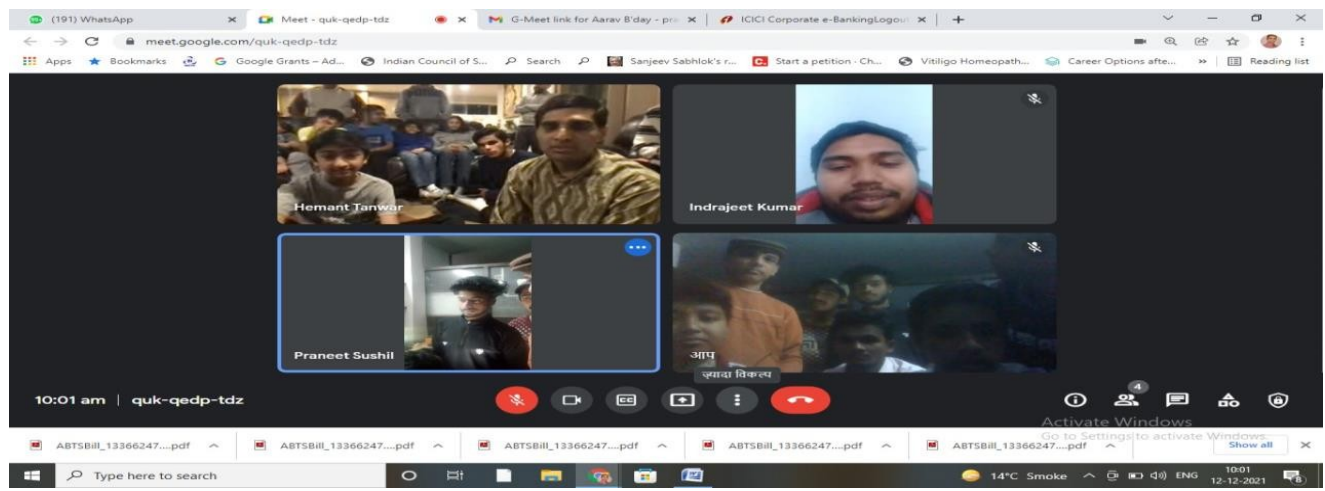 (191) WhatsApp
Meet - quk-qedp-tdz
G-Meet link for Aarav B'day - pr
ICICI Corporate e-BankingLogou
meet.google.com/quk-qedp-tdz
Apps
Bookmarks
Google Grants – Ad...
Indian Council of S...
Search
Sanjeev Sabhlok's r...
Start a petition · Ch...
Vitiligo Homeopath...
Career Options afte...
Reading list
Hemant Tanwar
Indrajeet Kumar
Praneet Sushil
आप
ज़्यादा विकल्प
10:01 am | quk-qedp-tdz
4
Activate Windows
Go to Settings to activate Windows.
ABTSBill_13366247....pdf
ABTSBill_13366247....pdf
ABTSBill_13366247....pdf
ABTSBill_13366247....pdf
ABTSBill_13366247....pdf
Show all
Type here to search
14°C Smoke
ENG
10:01
12-12-2021
8